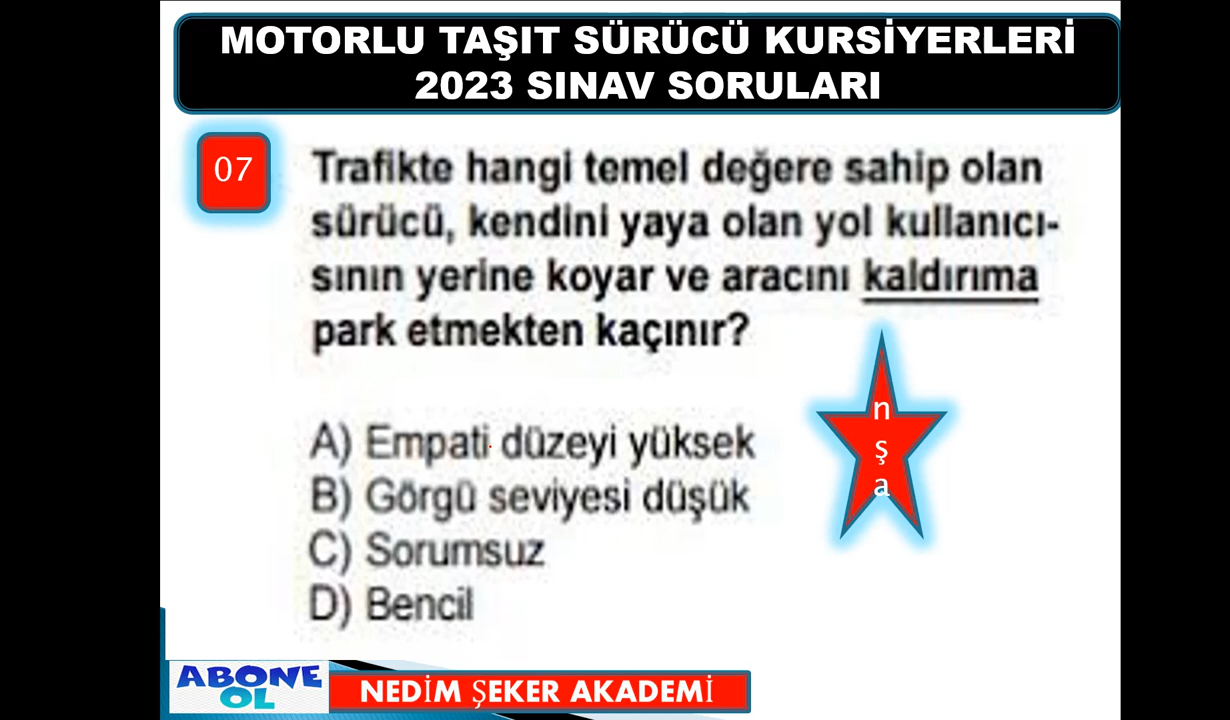 MOTORLU TAŞIT SÜRÜCÜ KURSİYERLERİ
2023 SINAV SORULARI
07
Trafikte hangi temel değere sahip olan
sürücü, kendini yaya olan yol kullanıcı-
sının yerine koyar ve aracını kaldırıma
park etmekten kaçınır?
A) Empati düzeyi yüksek
B) Görgü seviyesi düşük
C) Sorumsuz
D) Bencil
n
ş
a
ABONE
OL
NEDİM ŞEKER AKADEMİ